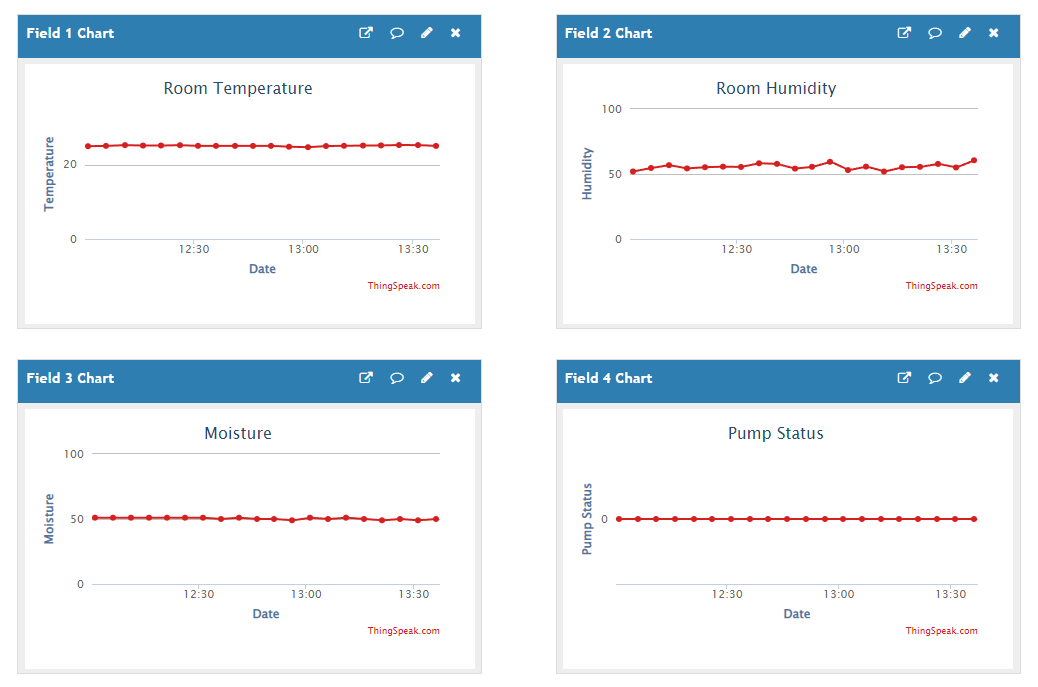 Field 1 Chart
Room Temperature
Temperature
20
0
12:30 13:00 13:30
Date
ThingSpeak.com
Field 2 Chart
Room Humidity
Humidity
100
50
0
12:30 13:00 13:30
Date
ThingSpeak.com
Field 3 Chart
Moisture
Moisture
100
50
0
12:30 13:00 13:30
Date
ThingSpeak.com
Field 4 Chart
Pump Status
Pump Status
0
12:30 13:00 13:30
Date
ThingSpeak.com